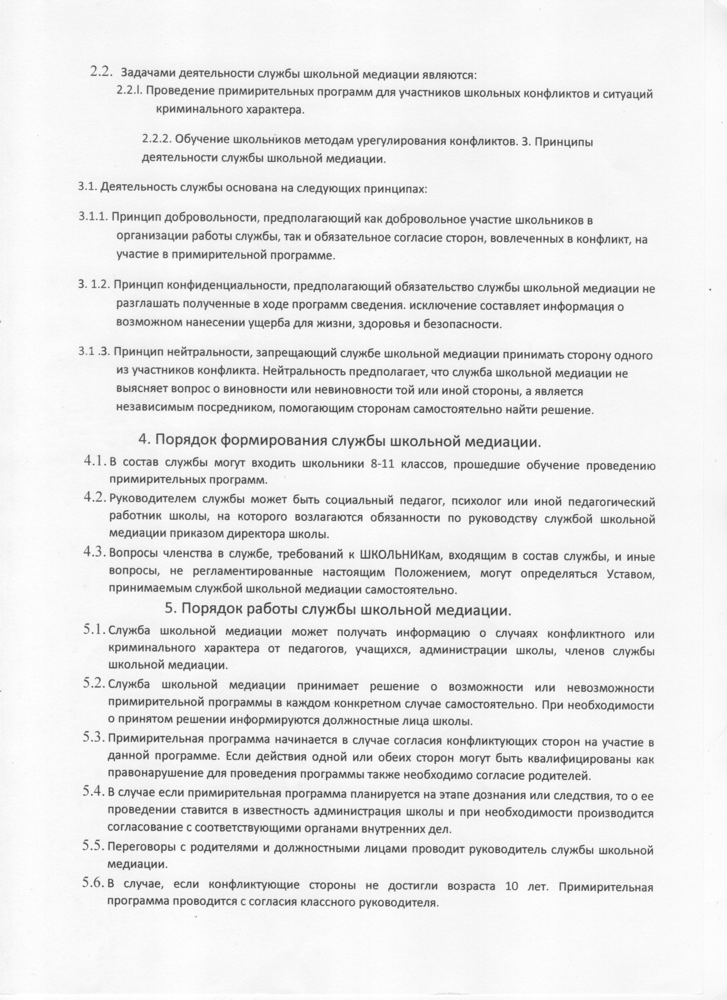 2.2. Задачами деятельности службы школьной медиации являются:
2.2.l. Проведение примирительных программ для участников школьных конфликтов и ситуаций
криминального характера.
2.2.2. Обучение школьников методам урегулирования конфликтов. 3. Принципы
деятельности службы школьной медиации.
3.1. Деятельность службы основана на следующих принципах:
3.1.1. Принцип добровольности, предполагающий как добровольное участие школьников в
организации работы службы, так и обязательное согласие сторон, вовлеченных в конфликт, на
участие в примирительной программе.
3. 1.2. Принцип конфиденциальности, предполагающий обязательство службы школьной медиации не
разглашать полученные в ходе программ сведения. исключение составляет информация о
возможном нанесении ущерба для жизни, здоровья и безопасности.
3.1 .3. Принцип нейтральности, запрещающий службе школьной медиации принимать сторону одного
из участников конфликта. Нейтральность предполагает, что служба школьной медиации не
выясняет вопрос о виновности или невиновности той или иной стороны, а является
независимым посредником, помогающим сторонам самостоятельно найти решение.
4. Порядок формирования службы школьной медиации.
4.1. В состав службы могут входить школьники 8-11 классов, прошедшие обучение проведению
примирительных программ.
4.2. Руководителем службы может быть социальный педагог, психолог или иной педагогический
работник школы, на которого возлагаются обязанности по руководству службой школьной
медиации приказом директора школы.
4.3. Вопросы членства в службе, требований к ШКОЛЬНИКам, входящим в состав службы, и иные
вопросы, не регламентированные настоящим Положением, могут определяться Уставом,
принимаемым службой школьной медиации самостоятельно.
5. Порядок работы службы школьной медиации.
5.1. Служба школьной медиации может получать информацию о случаях конфликтного или
криминального характера от педагогов, учащихся, администрации школы, членов службы
школьной медиации.
5.2. Служба школьной медиации принимает решение о возможности или невозможности
примирительной программы в каждом конкретном случае самостоятельно. При необходимости
о принятом решении информируются должностные лица школы.
5.3. Примирительная программа начинается в случае согласия конфликтующих сторон на участие в
данной программе. Если действия одной или обеих сторон могут быть квалифицированы как
правонарушение для проведения программы также необходимо согласие родителей.
5.4. В случае если примирительная программа планируется на этапе дознания или следствия, то о ее
проведении ставится в известность администрация школы и при необходимости производится
согласование с соответствующими органами внутренних дел.
5.5. Переговоры с родителями и должностными лицами проводит руководитель службы школьной
медиации.
5.6. В случае, если конфликтующие стороны не достигли возраста 10 лет. Примирительная
программа проводится с согласия классного руководителя.